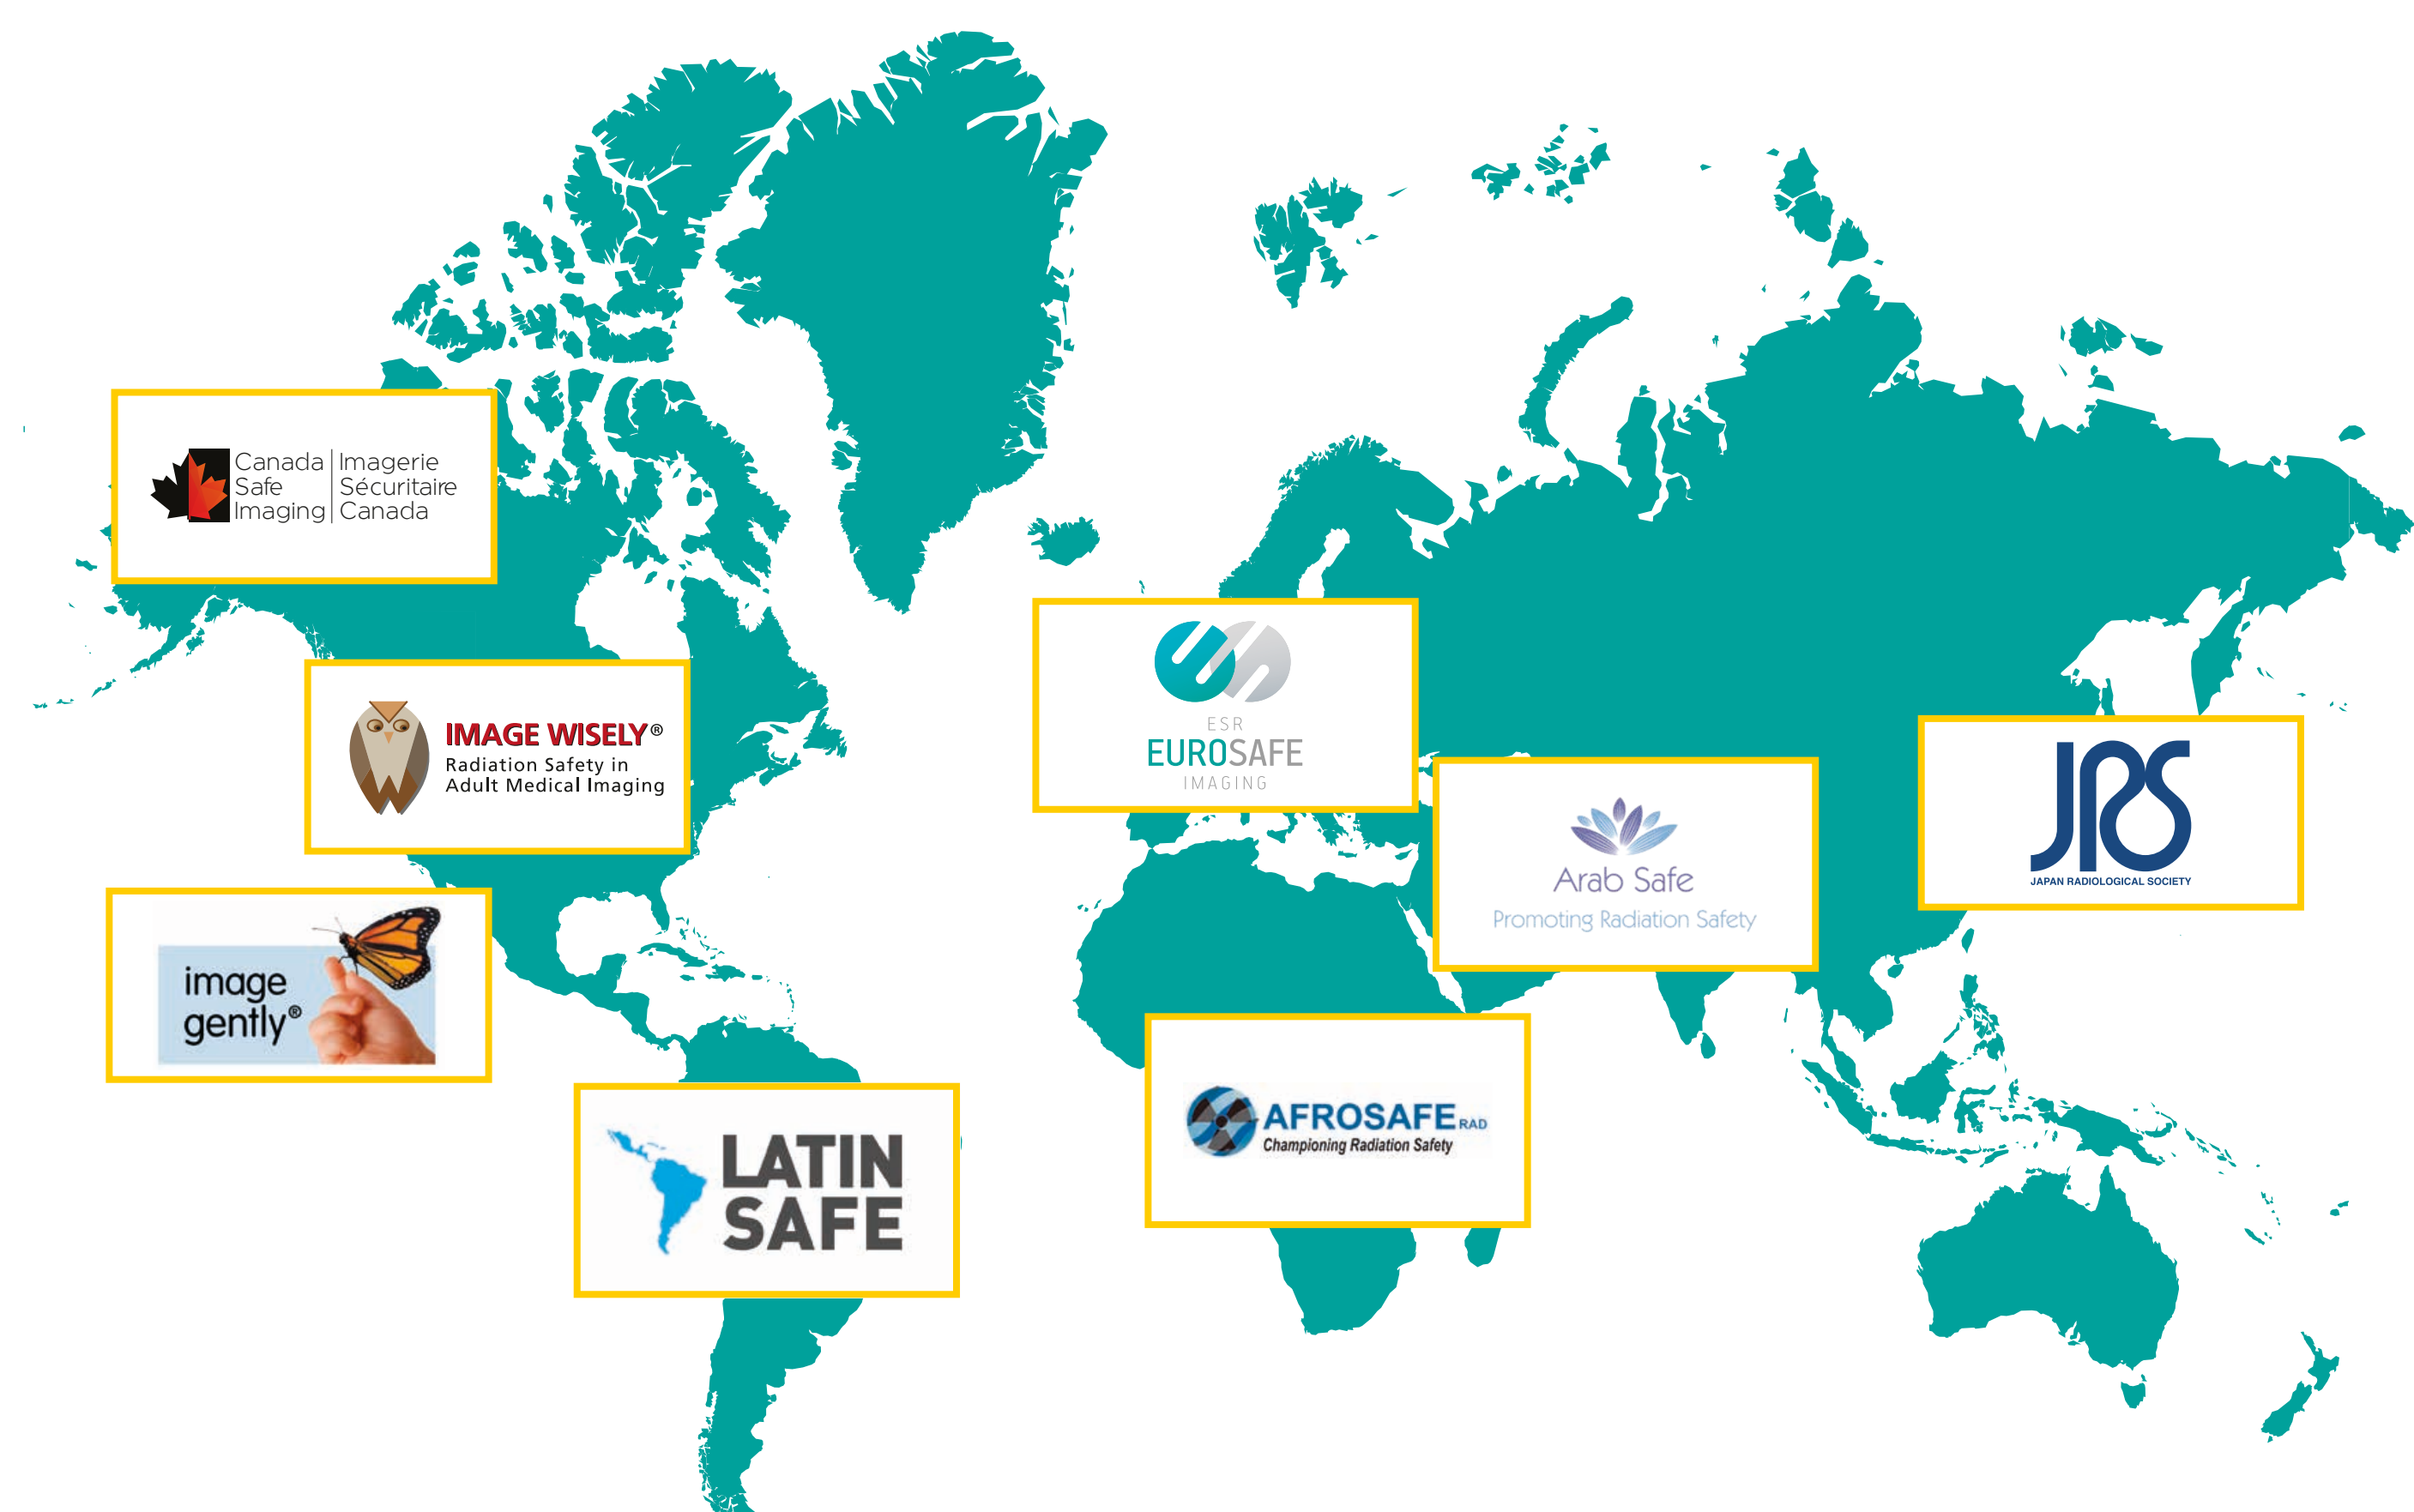 Canada
Safe
Imaging
Imagerie
Sécuritaire
Canada
IMAGE WISELY®
Radiation Safety in
Adult Medical Imaging
image
gently®
LATIN
SAFE
ESR
EUROSAFE
IMAGING
Arab Safe
Promoting Radiation Safety
AFROSAFE RAD
Championing Radiation Safety
JRS
JAPAN RADIOLOGICAL SOCIETY